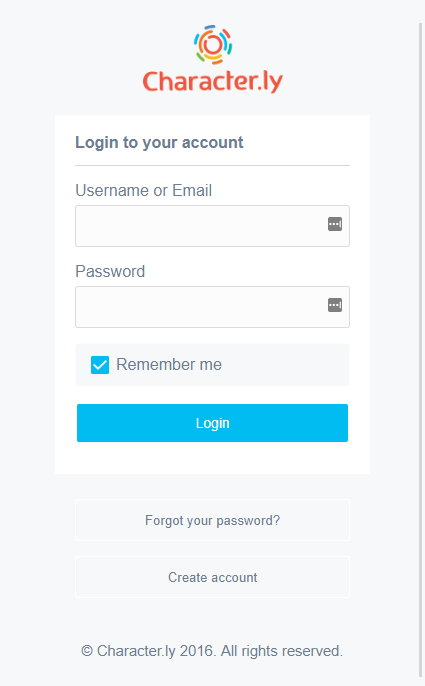 Character.ly
Login to your account
Username or Email
Password
Remember me
Login
Forgot your password?
Create account
© Character.ly 2016. All rights reserved.